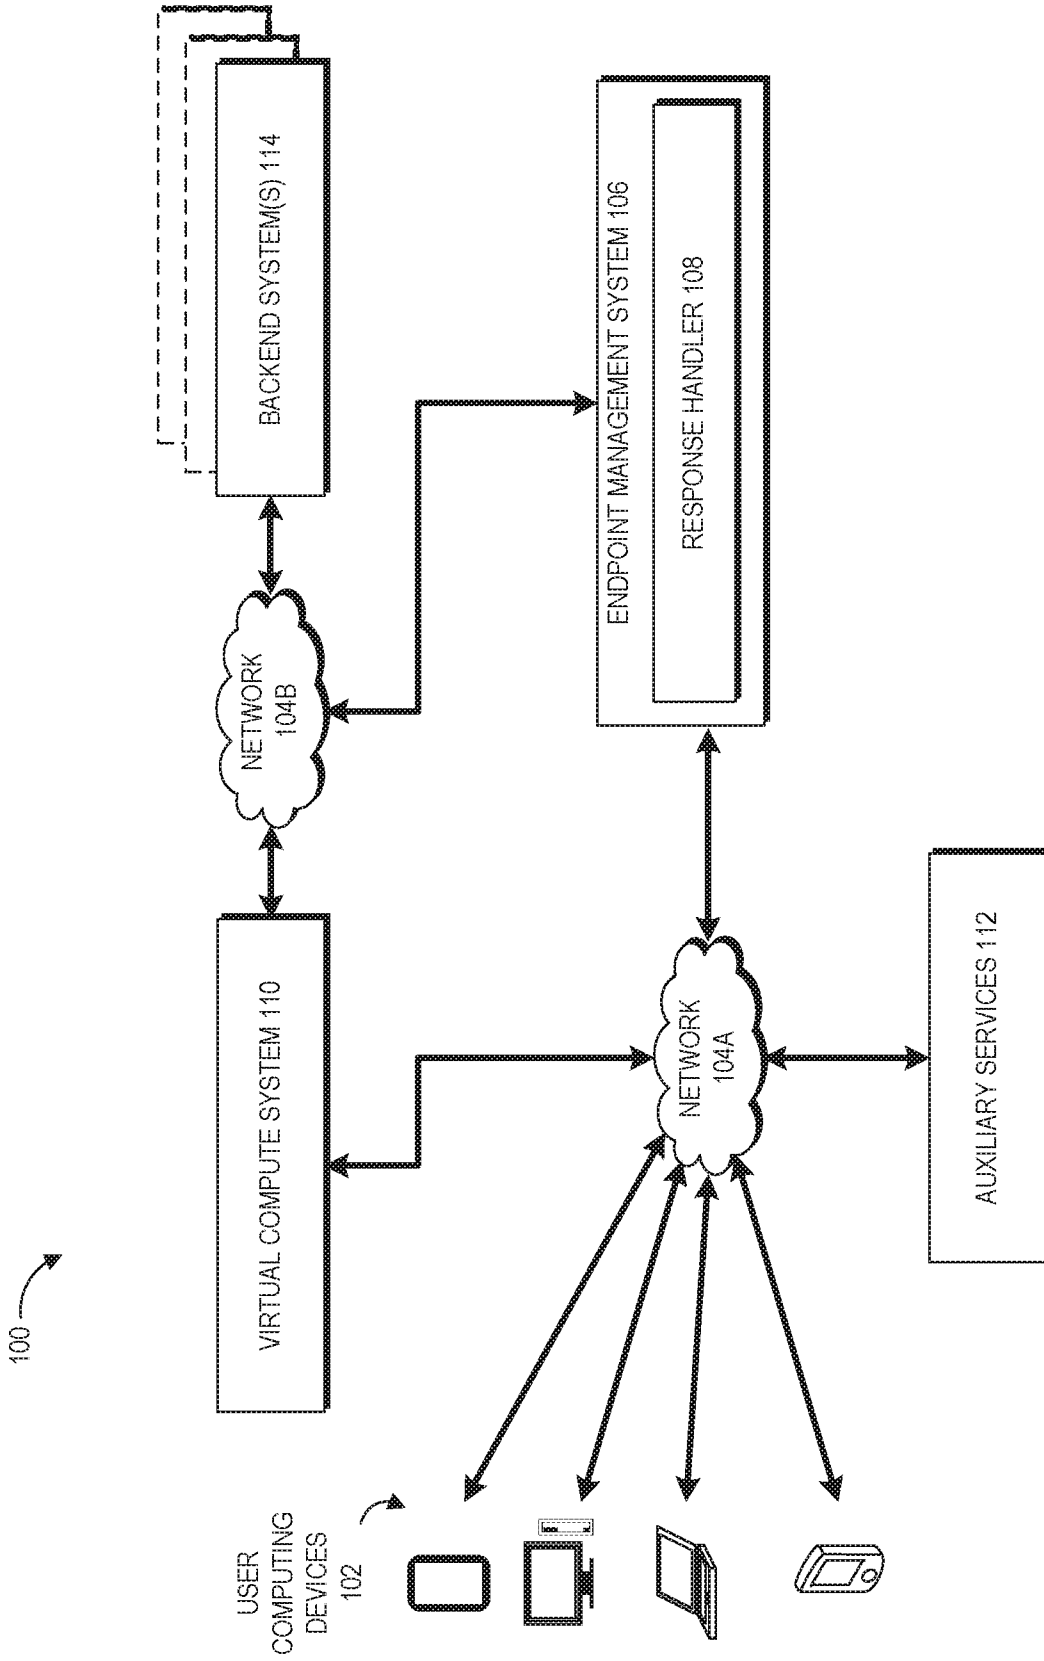 100
USER
COMPUTING
DEVICES
102
VIRTUAL COMPUTE SYSTEM 110
NETWORK
104B
BACKEND SYSTEM(S) 114
NETWORK
104A
ENDPOINT MANAGEMENT SYSTEM 106
RESPONSE HANDLER 108
AUXILIARY SERVICES 112